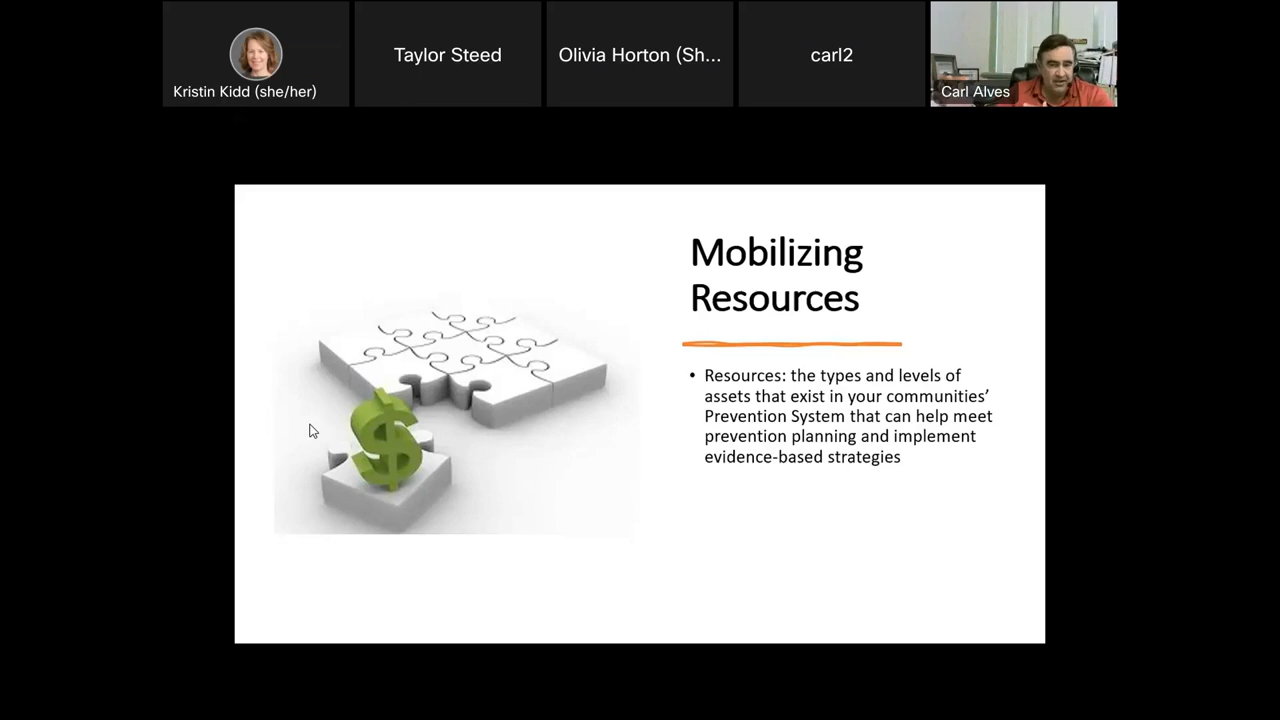 Kristin Kidd (she/her)
Taylor Steed
Olivia Horton (Sh...
carl2
Carl Alves
Mobilizing
Resources
• Resources: the types and levels of
assets that exist in your communities’
Prevention System that can help meet
prevention planning and implement
evidence-based strategies
$